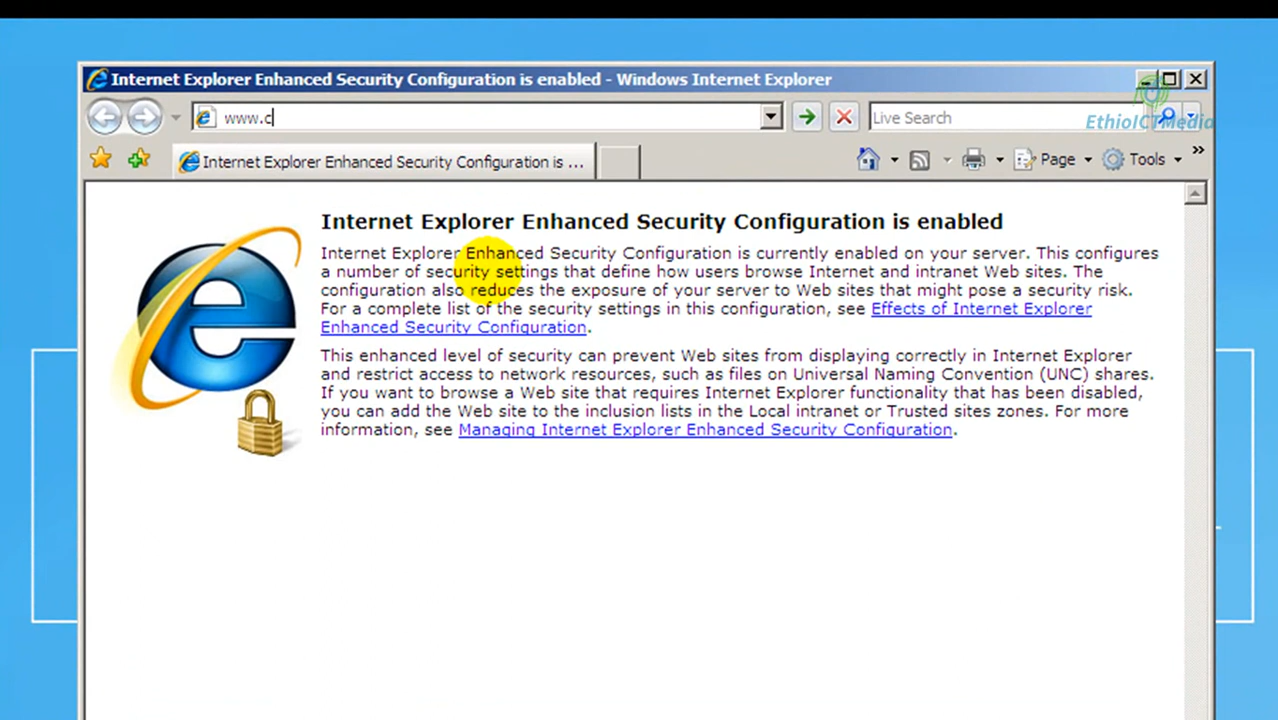 Internet Explorer Enhanced Security Configuration is enabled - Windows Internet Explorer
www.c
Live Search
EthioICTMedia
Internet Explorer Enhanced Security Configuration is ...
Page
Tools
Internet Explorer Enhanced Security Configuration is enabled
Internet Explorer Enhanced Security Configuration is currently enabled on your server. This configures
a number of security settings that define how users browse Internet and intranet Web sites. The
configuration also reduces the exposure of your server to Web sites that might pose a security risk.
For a complete list of the security settings in this configuration, see Effects of Internet Explorer
Enhanced Security Configuration.
This enhanced level of security can prevent Web sites from displaying correctly in Internet Explorer
and restrict access to network resources, such as files on Universal Naming Convention (UNC) shares.
If you want to browse a Web site that requires Internet Explorer functionality that has been disabled,
you can add the Web site to the inclusion lists in the Local intranet or Trusted sites zones. For more
information, see Managing Internet Explorer Enhanced Security Configuration.